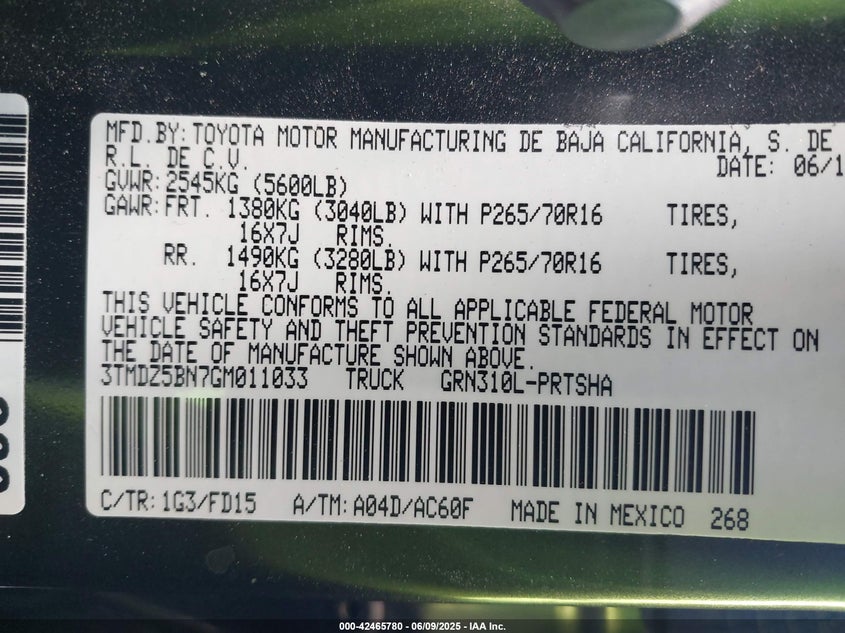 MFD.BY: TOYOTA MOTOR MANUFACTURING DE BAJA CALIFORNIA, S. DE
R.L. DE C.V. DATE: 06/1
GVWR: 2545KG (5600LB)
GAWR: FRT. 1380KG (3040LB) WITH P265/70R16 TIRES,
16X7J RIMS.
RR. 1490KG (3280LB) WITH P265/70R16 TIRES,
16X7J RIMS.
THIS VEHICLE CONFORMS TO ALL APPLICABLE FEDERAL MOTOR
VEHICLE SAFETY AND THEFT PREVENTION STANDARDS IN EFFECT ON
THE DATE OF MANUFACTURE SHOWN ABOVE.
3TMDZ5BN7GM011033 TRUCK GRN310L-PRTSHA
C/TR: 1G3/FD15 A/TM: A04D/AC60F MADE IN MEXICO 268
000-42465780 - 06/09/2025 - IAA Inc.